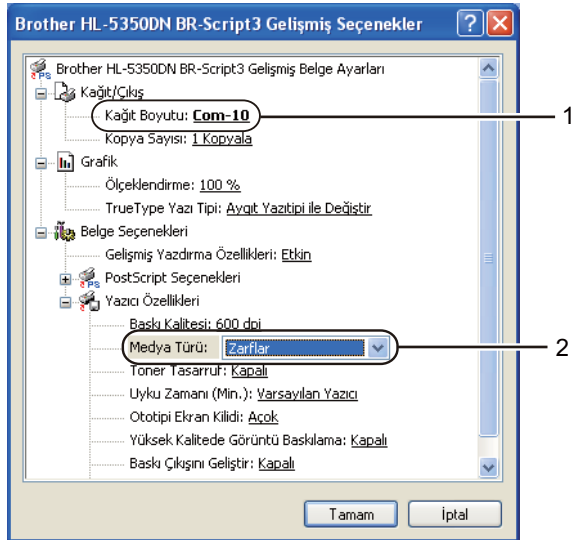 Brother HL-5350DN BR-Script3 Gelişmiş Seçenekler
Brother HL-5350DN BR-Script3 Gelişmiş Belge Ayarları
Kağıt/Çıkış
Kağıt Boyutu: Com-10 1
Kopya Sayısı: 1 Kopyala
Grafik
Ölçeklendirme: 100 %
TrueType Yazı Tipi: Aygıt Yazıtipi ile Değiştir
Belge Seçenekleri
Gelişmiş Yazdırma Özellikleri: Etkin
PostScript Seçenekleri
Yazıcı Özellikleri
Baskı Kalitesi: 600 dpi
Medya Türü: Zarflar 2
Toner Tasarruf: Kapalı
Uyku Zamanı (Min.): Varsayılan Yazıcı
Ototipi Ekran Kilidi: Açok
Yüksek Kalitede Görüntü Baskılama: Kapalı
Baskı Çıkışını Geliştir: Kapalı
Tamam İptal